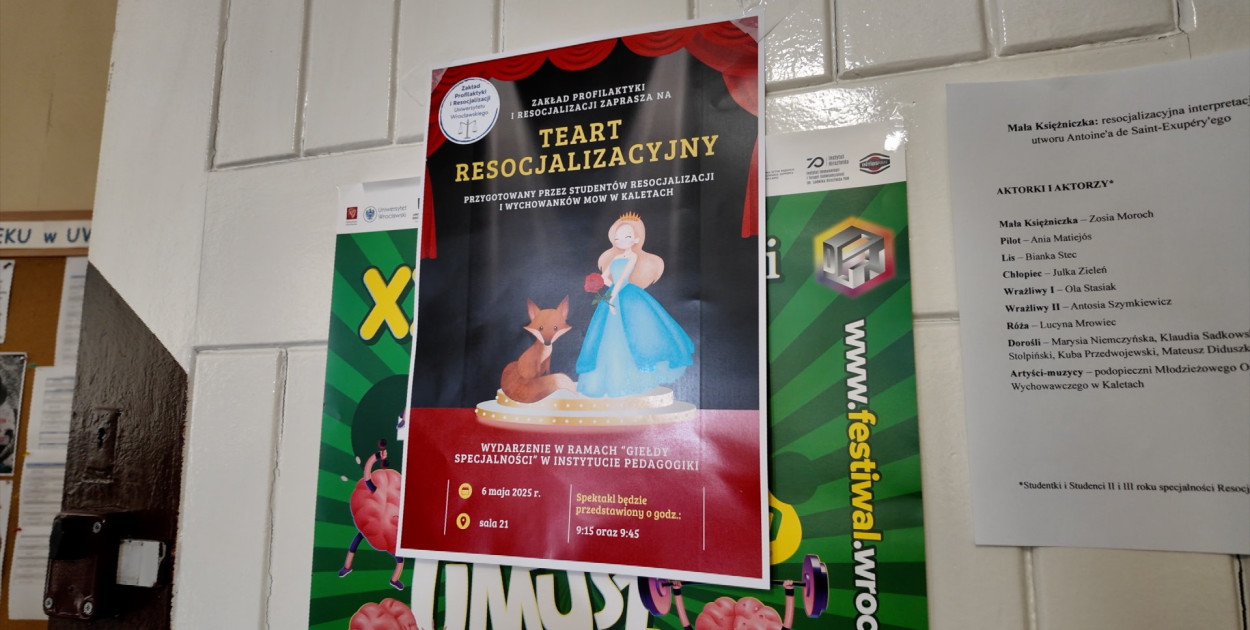 Zakład
Profilaktyki
i Resocjalizacji
Uniwersytetu
Wrocławskiego
ZAKŁAD PROFILAKTYKI
I RESOCJALIZACJI ZAPRASZA NA
TEART
RESOCJALIZACYJNY
PRZYGOTOWANY PRZEZ STUDENTÓW RESOCJALIZACJI
I WYCHOWANKÓW MOW W KALETACH
WYDARZENIE W RAMACH "GIEŁDY
SPECJALNOŚCI" W INSTYTUCIE PEDAGOGIKI
6 maja 2025 r.
sala 21
Spektakl będzie
przedstawiony o godz.:
9:15 oraz 9:45
EKU w UW
Uniwersytet
Wrocławski
www.festiwal.wroc
Mała Księżniczka: resocjalizacyjna interpretacj
utworu Antoine'a de Saint-Exupéry'ego
AKTORKI I AKTORZY*
Mała Księżniczka – Zosia Moroch
Pilot – Ania Matiejós
Lis – Bianka Stec
Chłopiec – Julka Zieleń
Wrażliwy I – Ola Stasiak
Wrażliwy II – Antosia Szymkiewicz
Róża – Lucyna Mrowiec
Dorośli – Marysia Niemczyńska, Klaudia Sadkows
Stolpiński, Kuba Przedwojewski, Mateusz Diduszk
Artyści-muzycy – podopieczni Młodzieżowego O
Wychowawczego w Kaletach
*Studentki i Studenci II i III roku specjalności Resocj